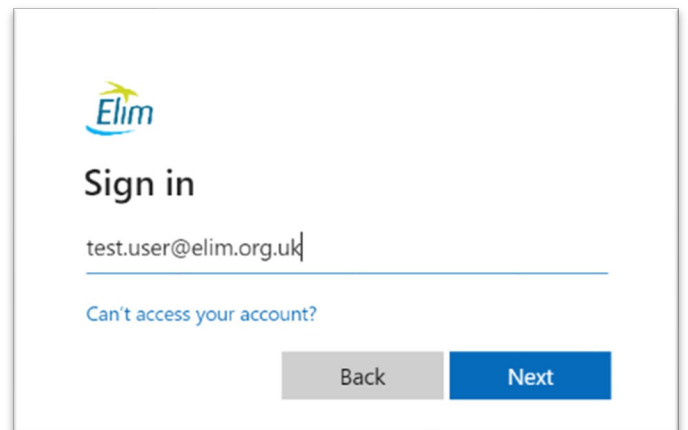 Elim
Sign in
test.user@elim.org.uk
Can't access your account?
Back
Next